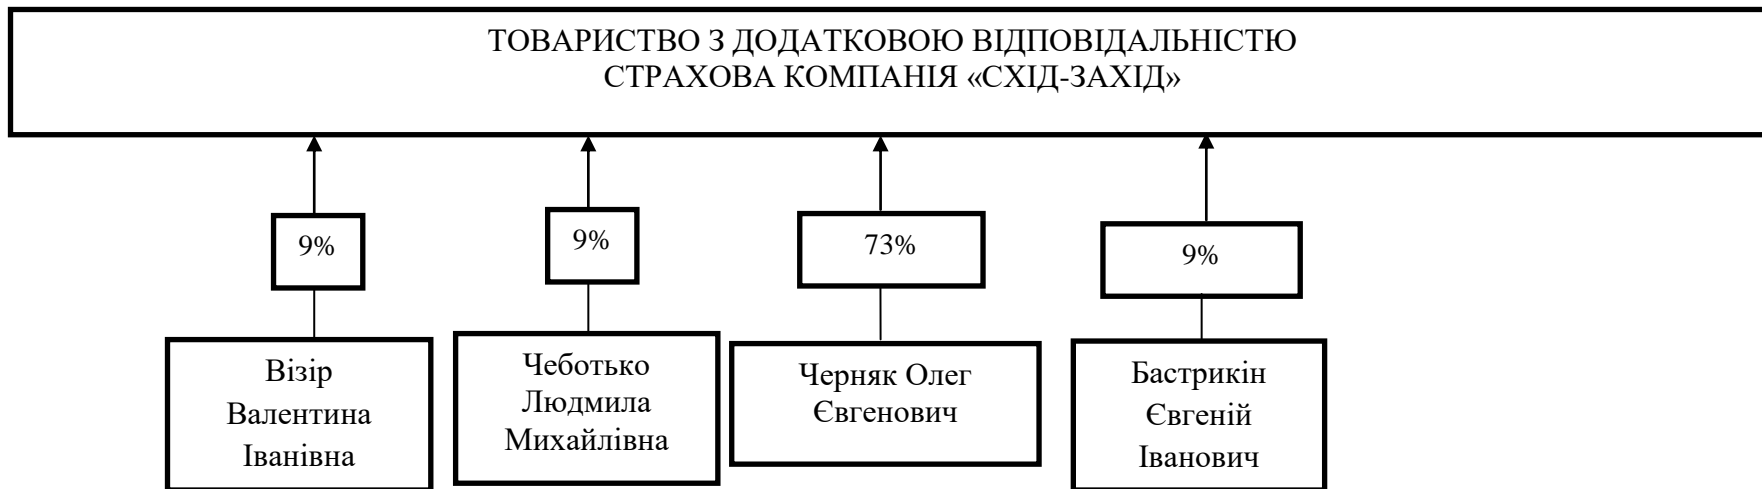 ТОВАРИСТВО З ДОДАТКОВОЮ ВІДПОВІДАЛЬНІСТЮ
СТРАХОВА КОМПАНІЯ «СХІД-ЗАХІД»
9%
9%
73%
9%
Візір
Валентина
Іванівна
Чеботько
Людмила
Михайлівна
Черняк Олег
Євгенович
Бастрикін
Євгеній
Іванович